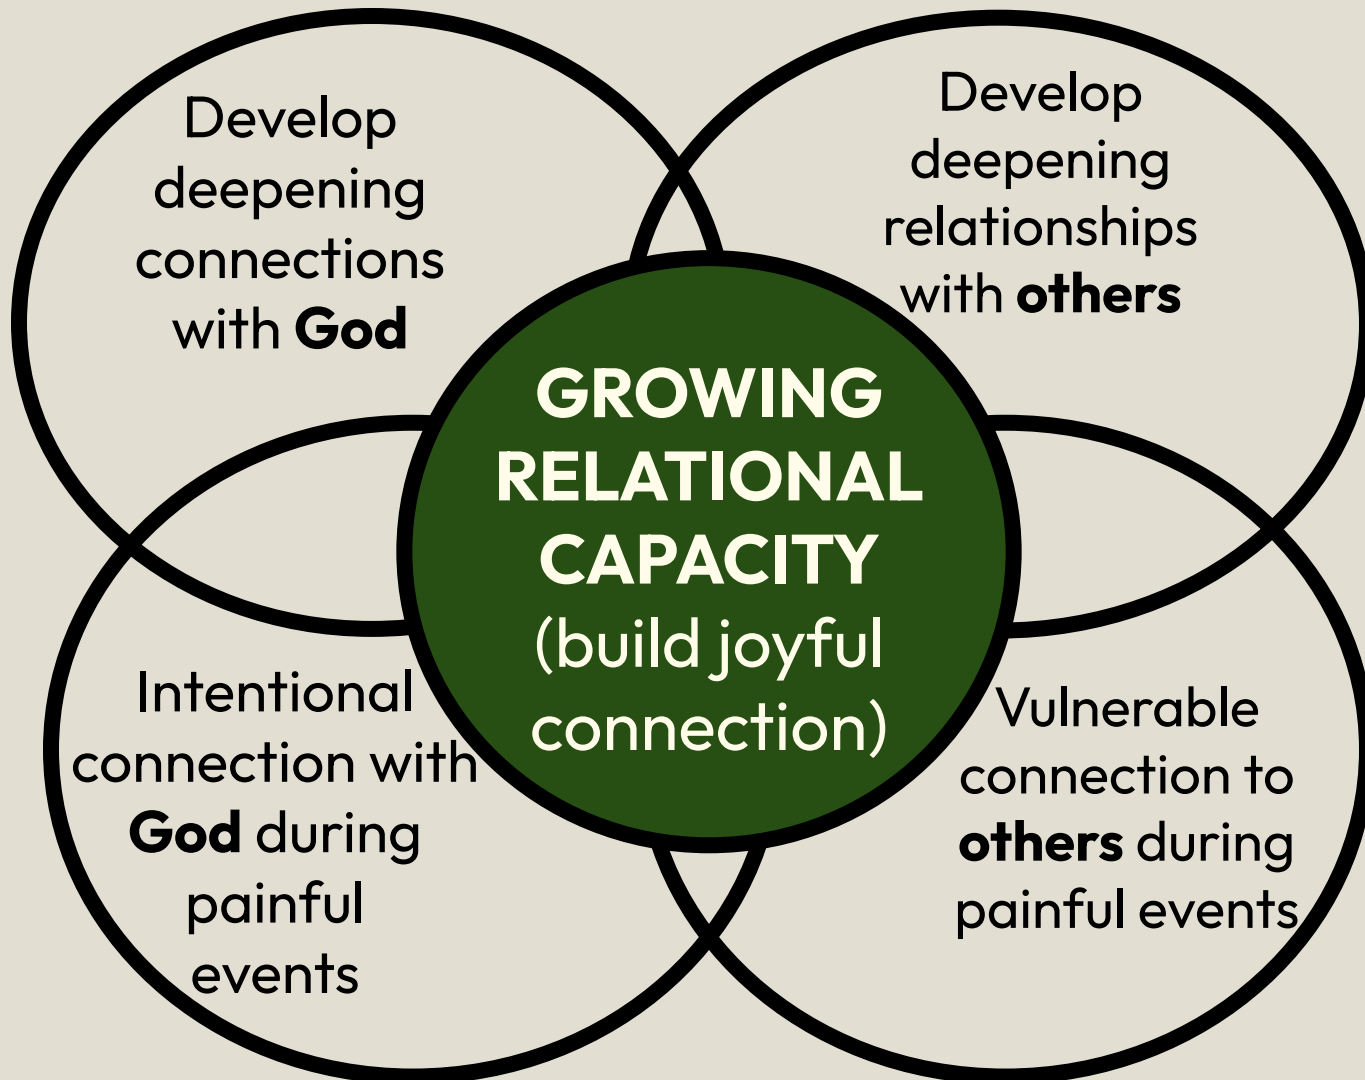 Develop
deepening
connections
with God
Develop
deepening
relationships
with others
GROWING
RELATIONAL
CAPACITY
(build joyful
connection)
Intentional
connection with
God during
painful
events
Vulnerable
connection to
others during
painful events